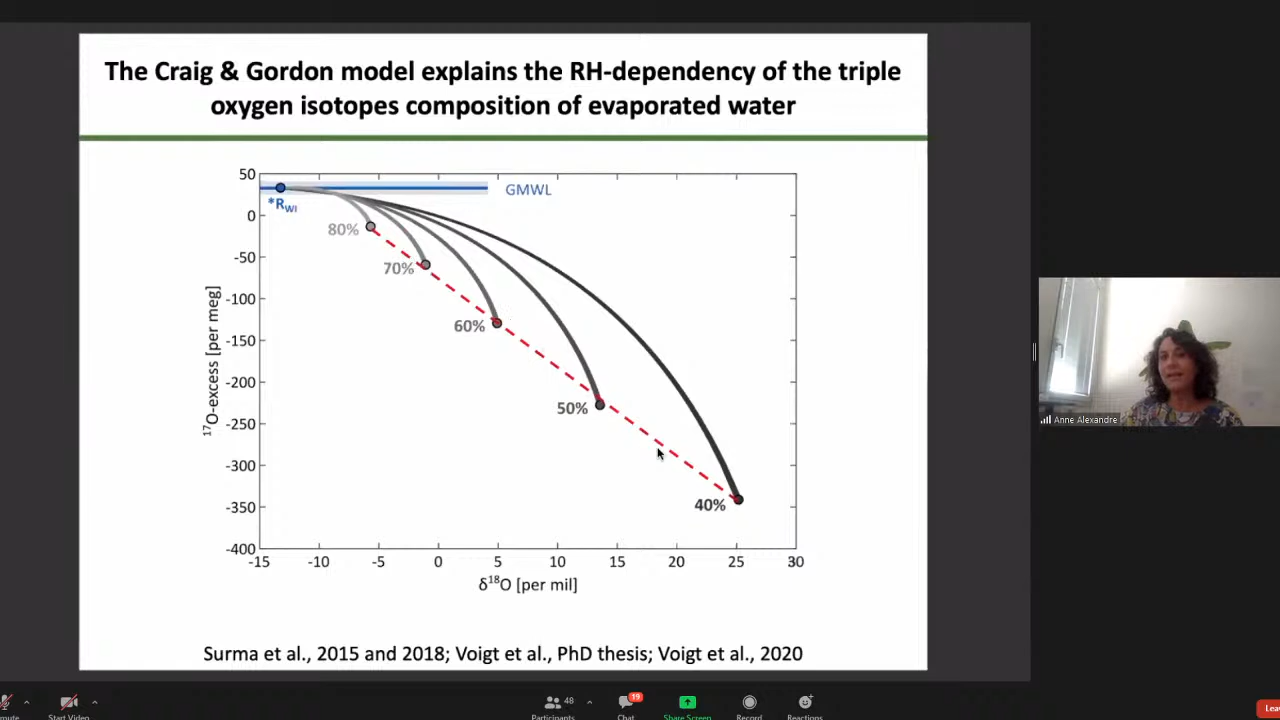 The Craig & Gordon model explains the RH-dependency of the triple
oxygen isotopes composition of evaporated water
50
0
-50
-100
-150
-200
-250
-300
-350
-400
¹⁷O-excess [per meg]
GMWL
*R_WI
80%
70%
60%
50%
40%
-15 -10 -5 0 5 10 15 20 25 30
δ¹⁸O [per mil]
Surma et al., 2015 and 2018; Voigt et al., PhD thesis; Voigt et al., 2020
Anne Alexandre
48
19
Start Video
Participants
Chat
Share Screen
Record
Reactions